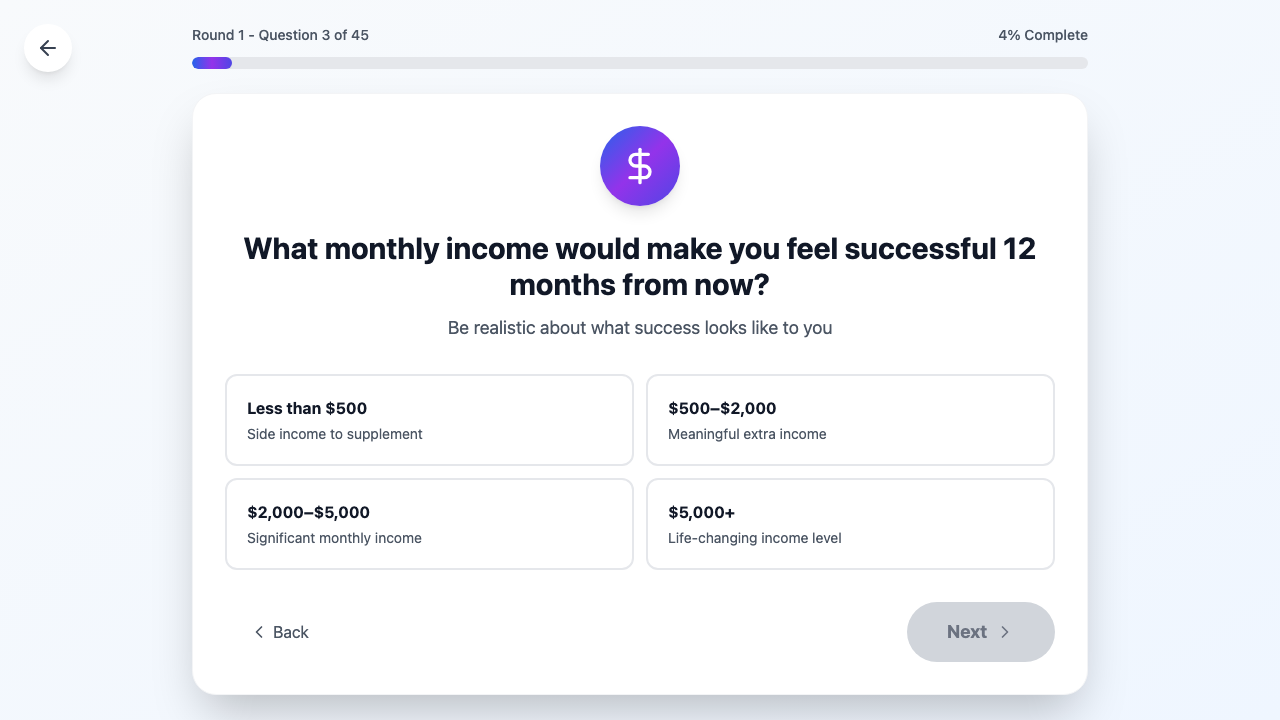 Round 1 - Question 3 of 45
4% Complete
What monthly income would make you feel successful 12
months from now?
Be realistic about what success looks like to you
Less than $500
Side income to supplement
$500–$2,000
Meaningful extra income
$2,000–$5,000
Significant monthly income
$5,000+
Life-changing income level
Back
Next